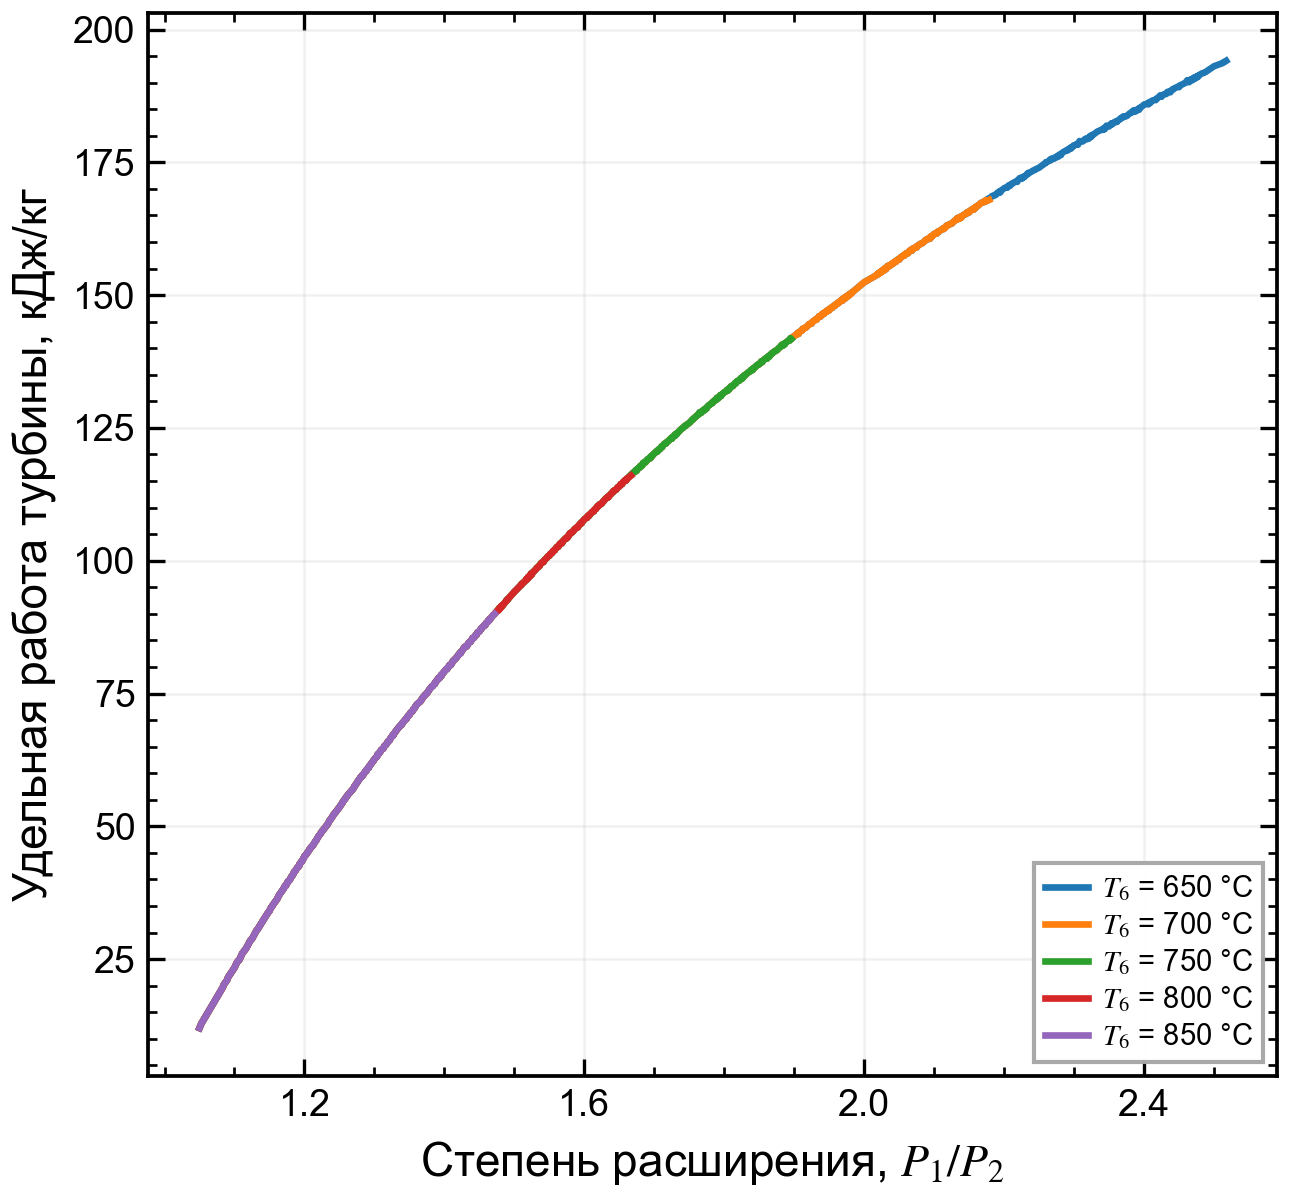 Удельная работа турбины, кДж/кг
200
175
150
125
100
75
50
25
1.2
1.6
2.0
2.4
Степень расширения, P₁/P₂
T₆ = 650 °C
T₆ = 700 °C
T₆ = 750 °C
T₆ = 800 °C
T₆ = 850 °C